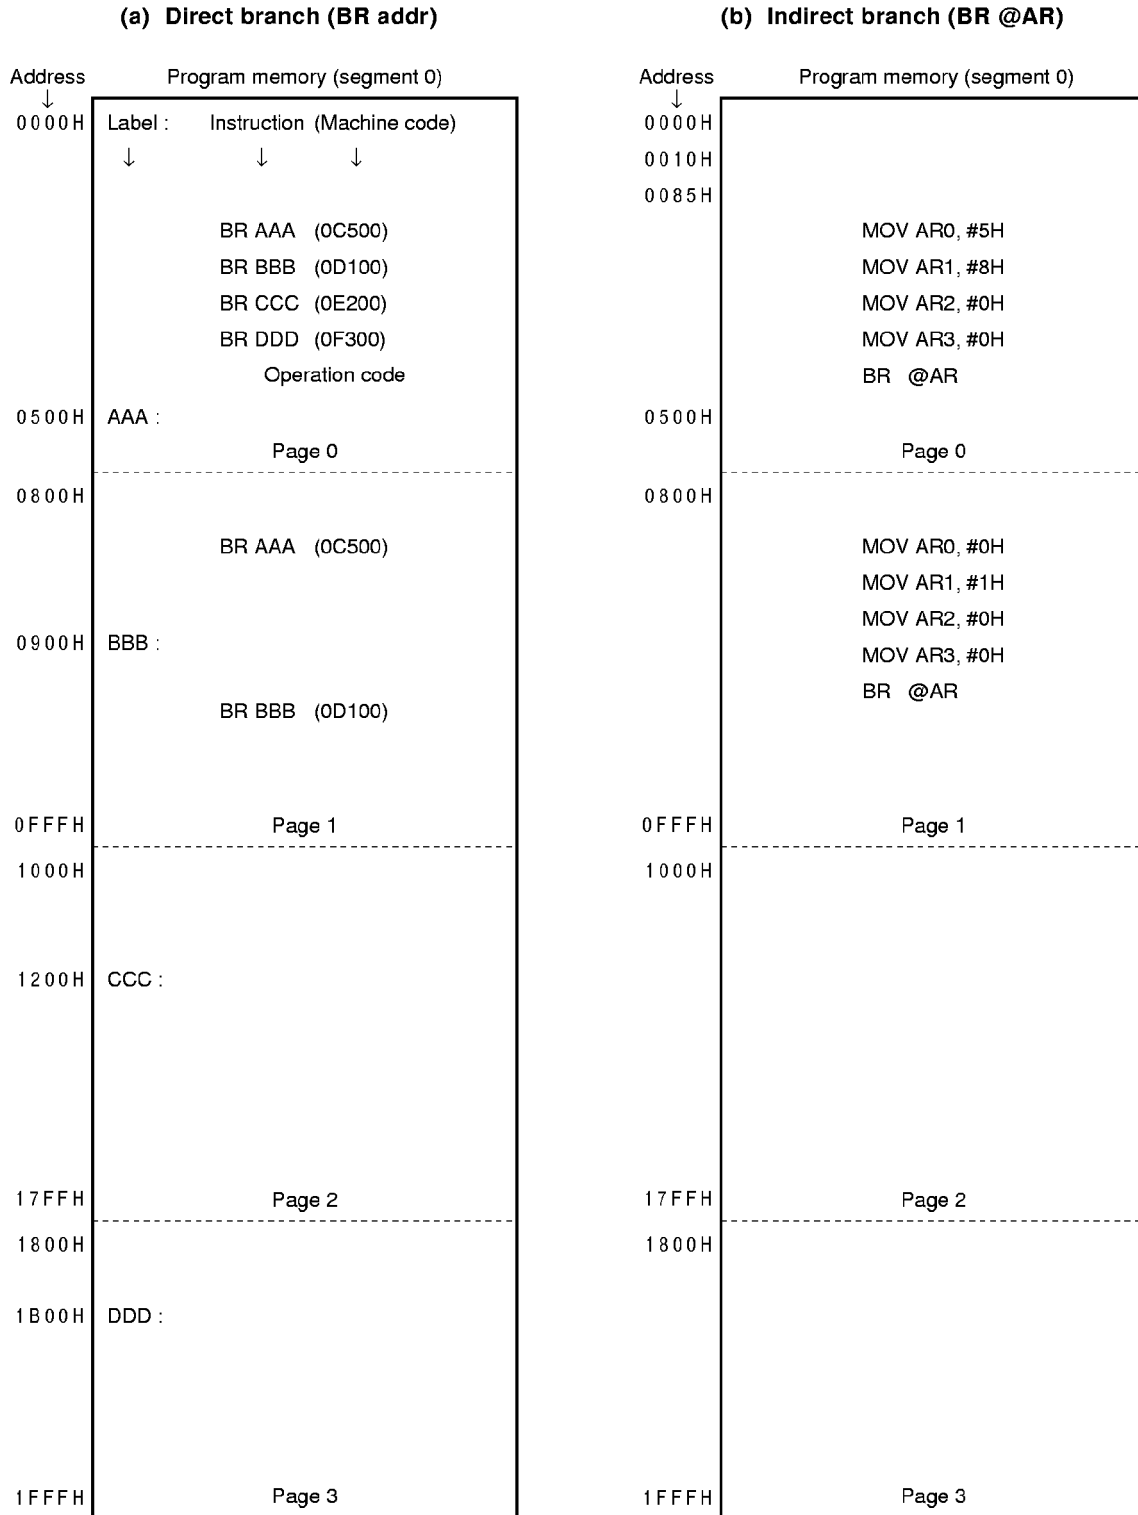 (a) Direct branch (BR addr)
Address Program memory (segment 0)
↓
0000H Label : Instruction (Machine code)
↓ ↓ ↓
BR AAA (0C500)
BR BBB (0D100)
BR CCC (0E200)
BR DDD (0F300)
Operation code
0500H AAA :
Page 0
0800H
BR AAA (0C500)
0900H BBB :
BR BBB (0D100)
0FFFH Page 1
1000H
1200H CCC :
17FFH Page 2
1800H
1B00H DDD :
1FFFH Page 3
(b) Indirect branch (BR @AR)
Address Program memory (segment 0)
↓
0000H
0010H
0085H
MOV AR0, #5H
MOV AR1, #8H
MOV AR2, #0H
MOV AR3, #0H
BR @AR
0500H
Page 0
0800H
MOV AR0, #0H
MOV AR1, #1H
MOV AR2, #0H
MOV AR3, #0H
BR @AR
0FFFH Page 1
1000H
17FFH Page 2
1800H
1FFFH Page 3